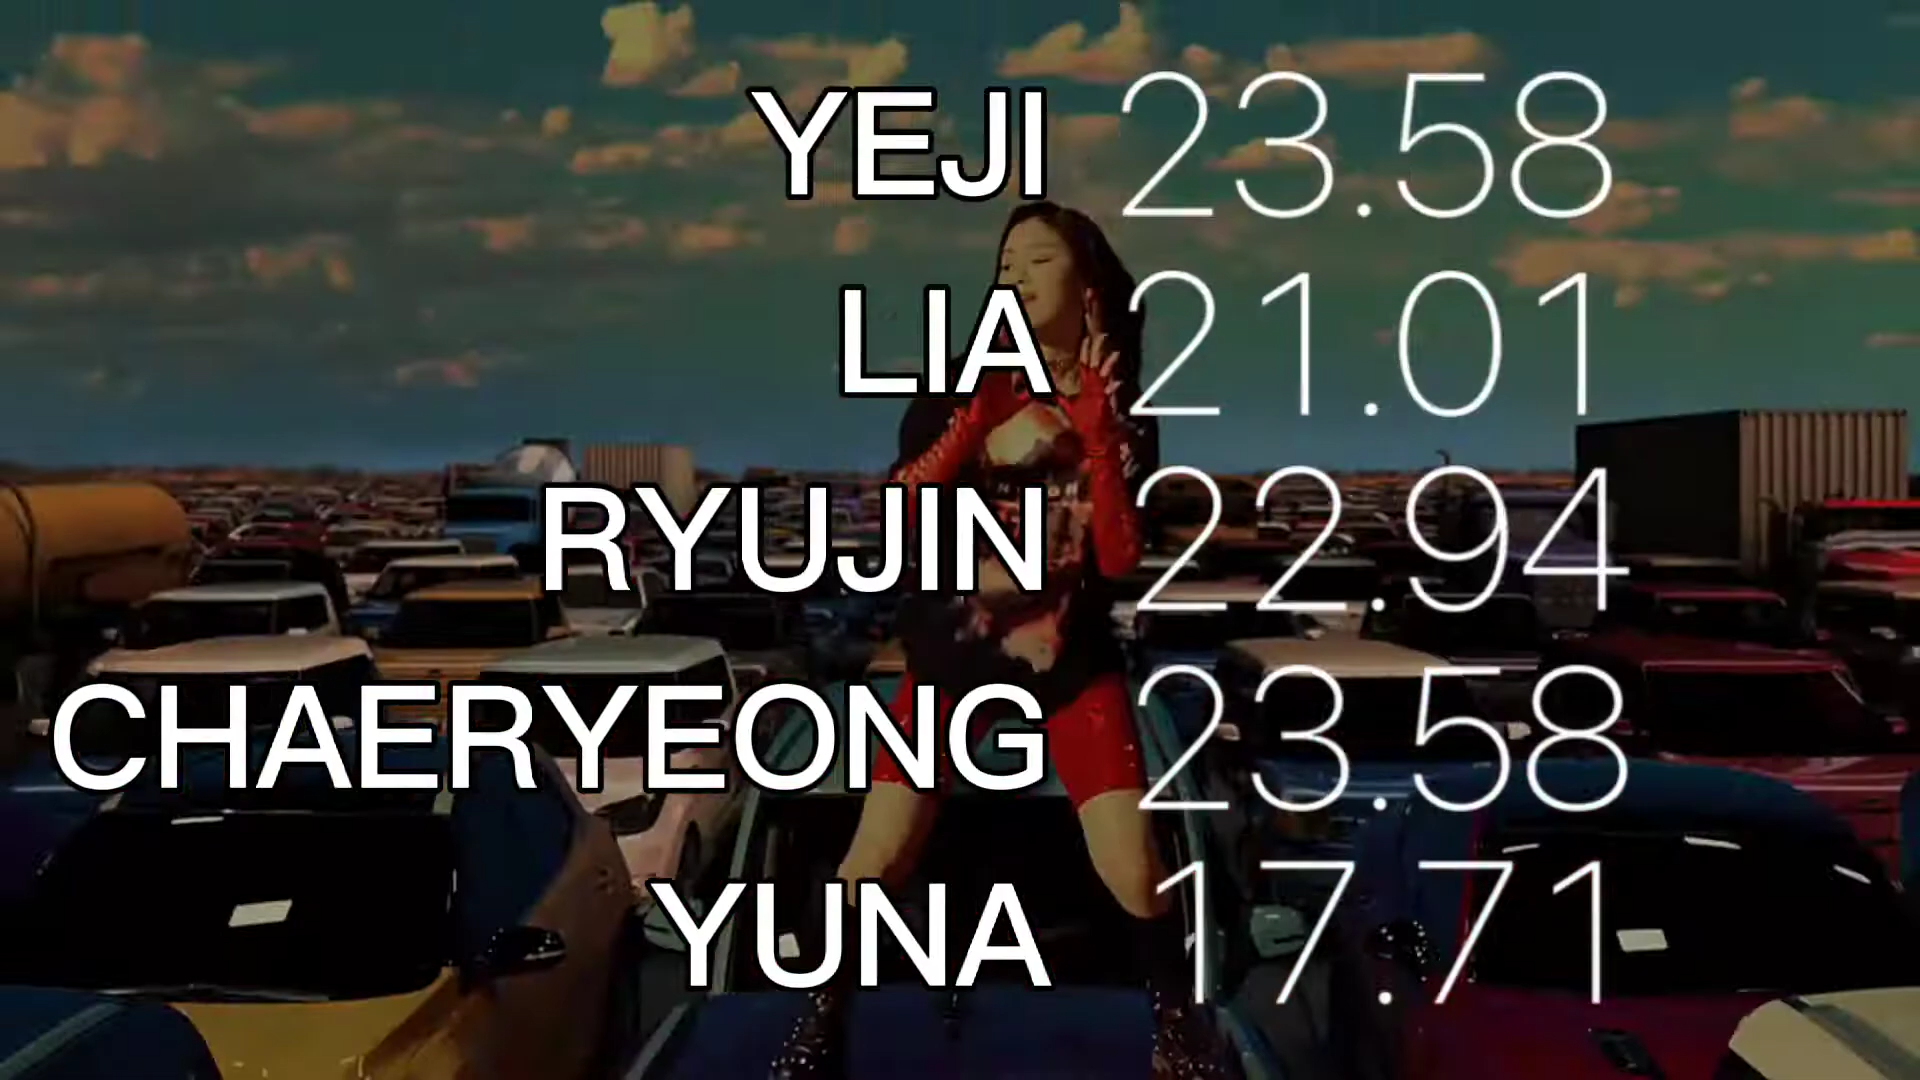 YEJI 23.58
LIA 21.01
RYUJIN 22.94
CHAERYEONG 23.58
YUNA 17.71